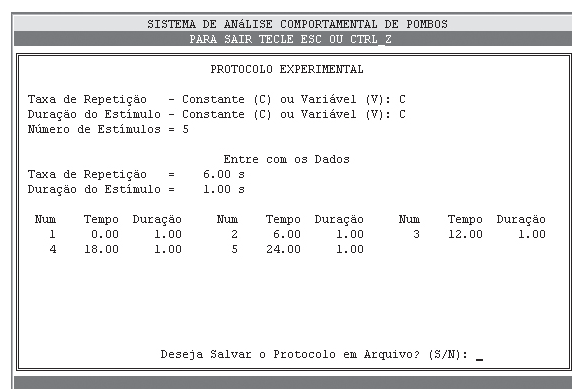 SISTEMA DE ANáLISE COMPORTAMENTAL DE POMBOS
PARA SAIR TECLE ESC OU CTRL_Z
PROTOCOLO EXPERIMENTAL
Taxa de Repetição - Constante (C) ou Variável (V): C
Duração do Estímulo - Constante (C) ou Variável (V): C
Número de Estímulos = 5
Entre com os Dados
Taxa de Repetição = 6.00 s
Duração do Estímulo = 1.00 s
Num Tempo Duração Num Tempo Duração Num Tempo Duração
1 0.00 1.00 2 6.00 1.00 3 12.00 1.00
4 18.00 1.00 5 24.00 1.00
Deseja Salvar o Protocolo em Arquivo? (S/N): _